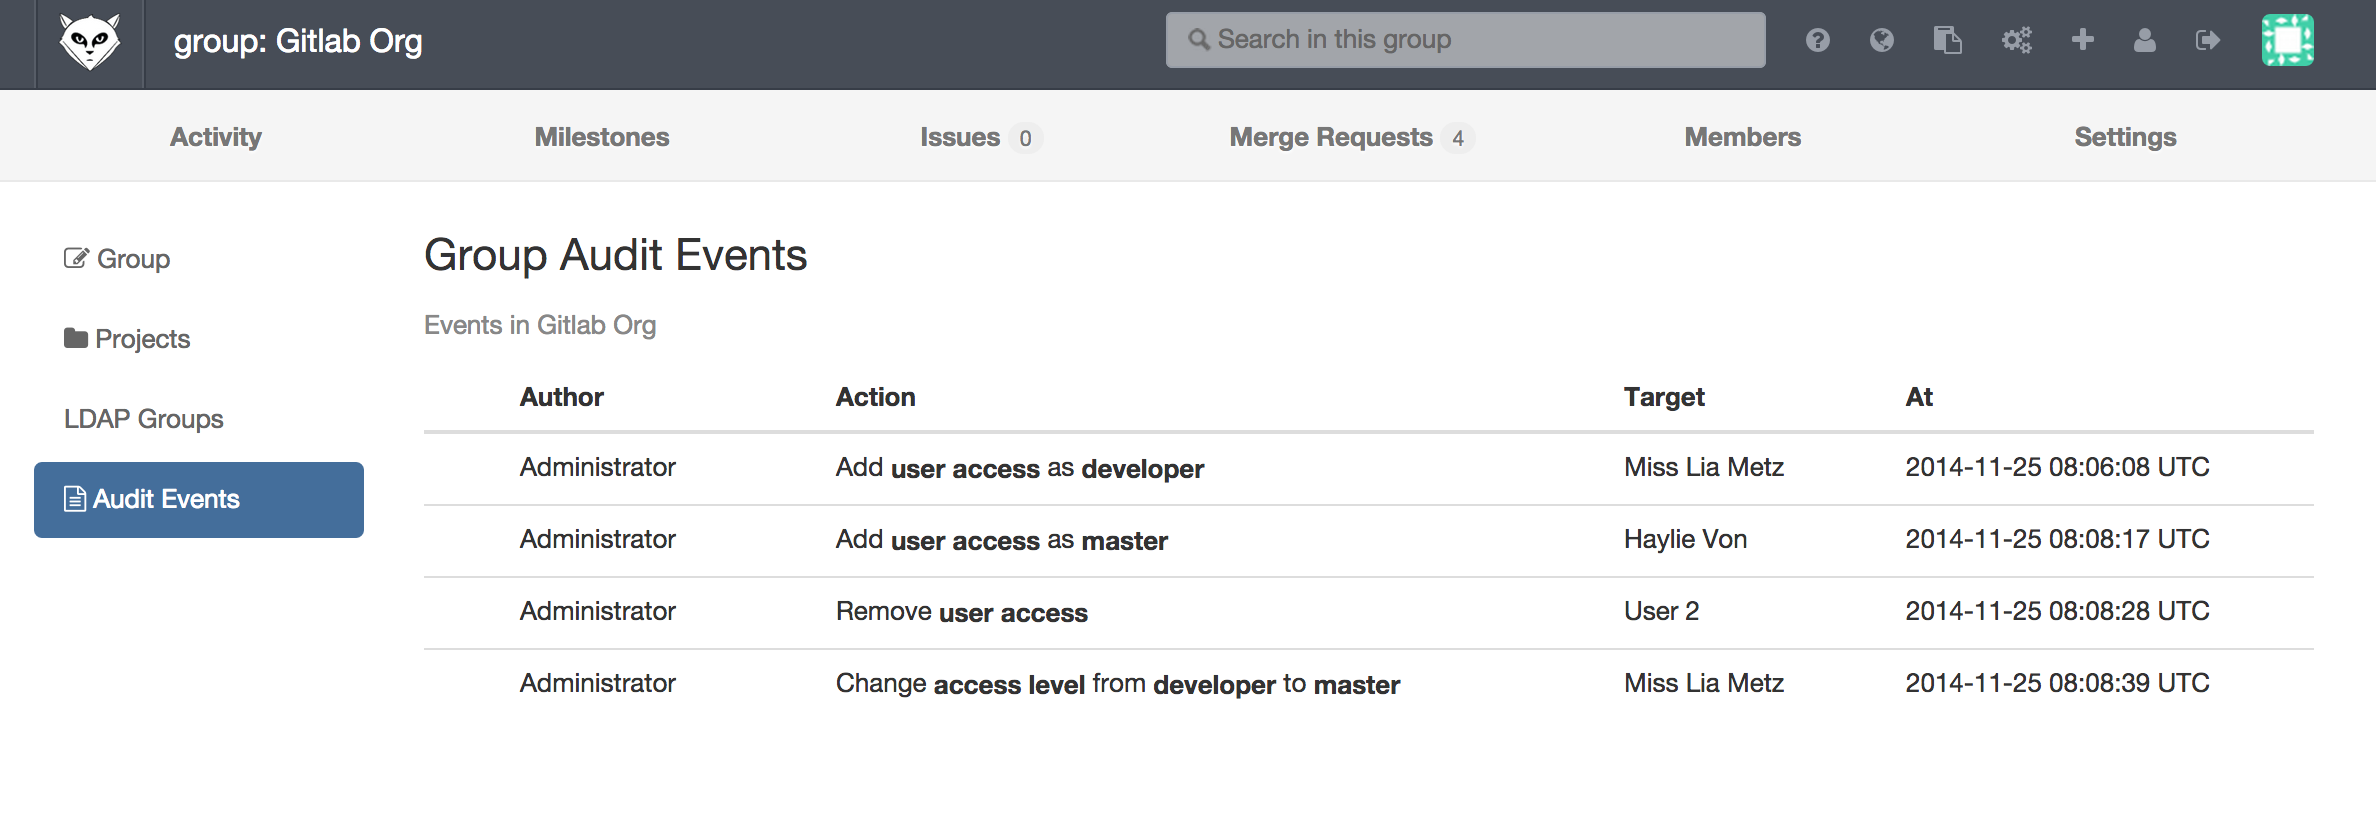 group: Gitlab Org
Search in this group
Activity Milestones Issues 0 Merge Requests 4 Members Settings
Group
Projects
LDAP Groups
Audit Events
Group Audit Events
Events in Gitlab Org
Author Action Target At
Administrator Add user access as developer Miss Lia Metz 2014-11-25 08:06:08 UTC
Administrator Add user access as master Haylie Von 2014-11-25 08:08:17 UTC
Administrator Remove user access User 2 2014-11-25 08:08:28 UTC
Administrator Change access level from developer to master Miss Lia Metz 2014-11-25 08:08:39 UTC